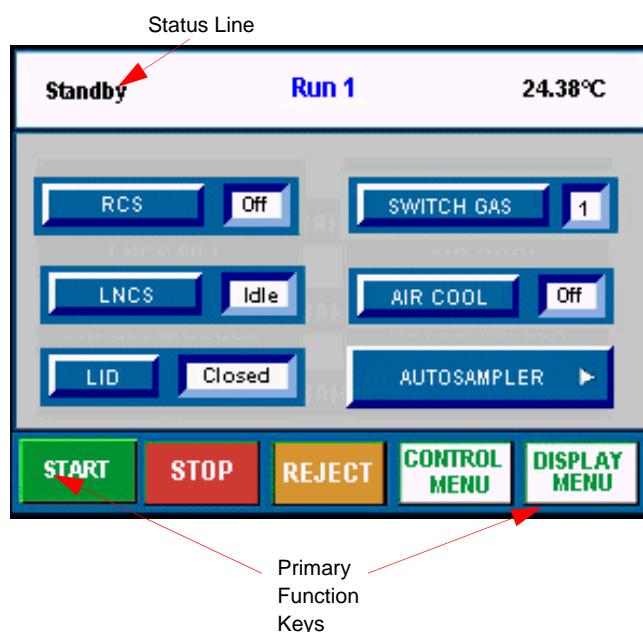 Status Line
Standby Run 1 24.38°C
RCS Off SWITCH GAS 1
LNCS Idle AIR COOL Off
LID Closed AUTOSAMPLER
START STOP REJECT CONTROL MENU DISPLAY MENU
Primary
Function
Keys